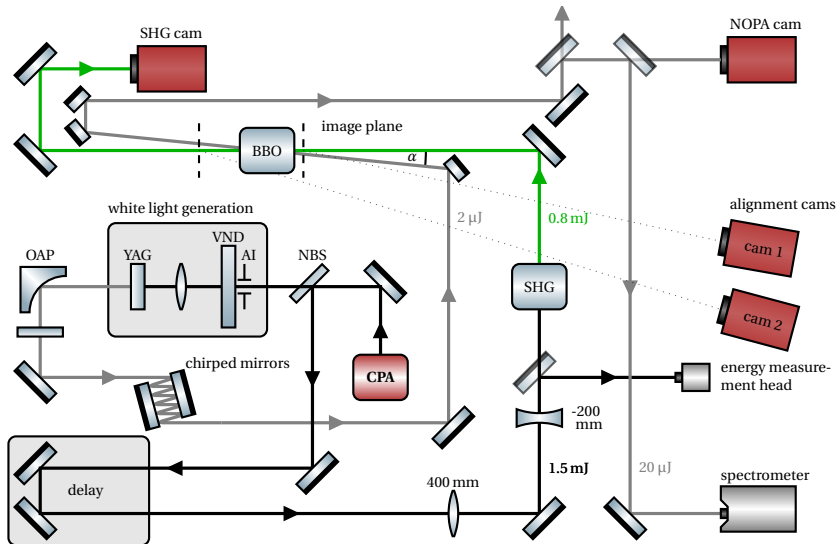 SHG cam
NOPA cam
image plane
BBO
α
2 µJ
0.8 mJ
alignment cams
white light generation
VND
OAP
YAG
AI
NBS
cam 1
SHG
cam 2
chirped mirrors
CPA
energy measure-
ment head
-200
mm
delay
400 mm
1.5 mJ
20 µJ
spectrometer